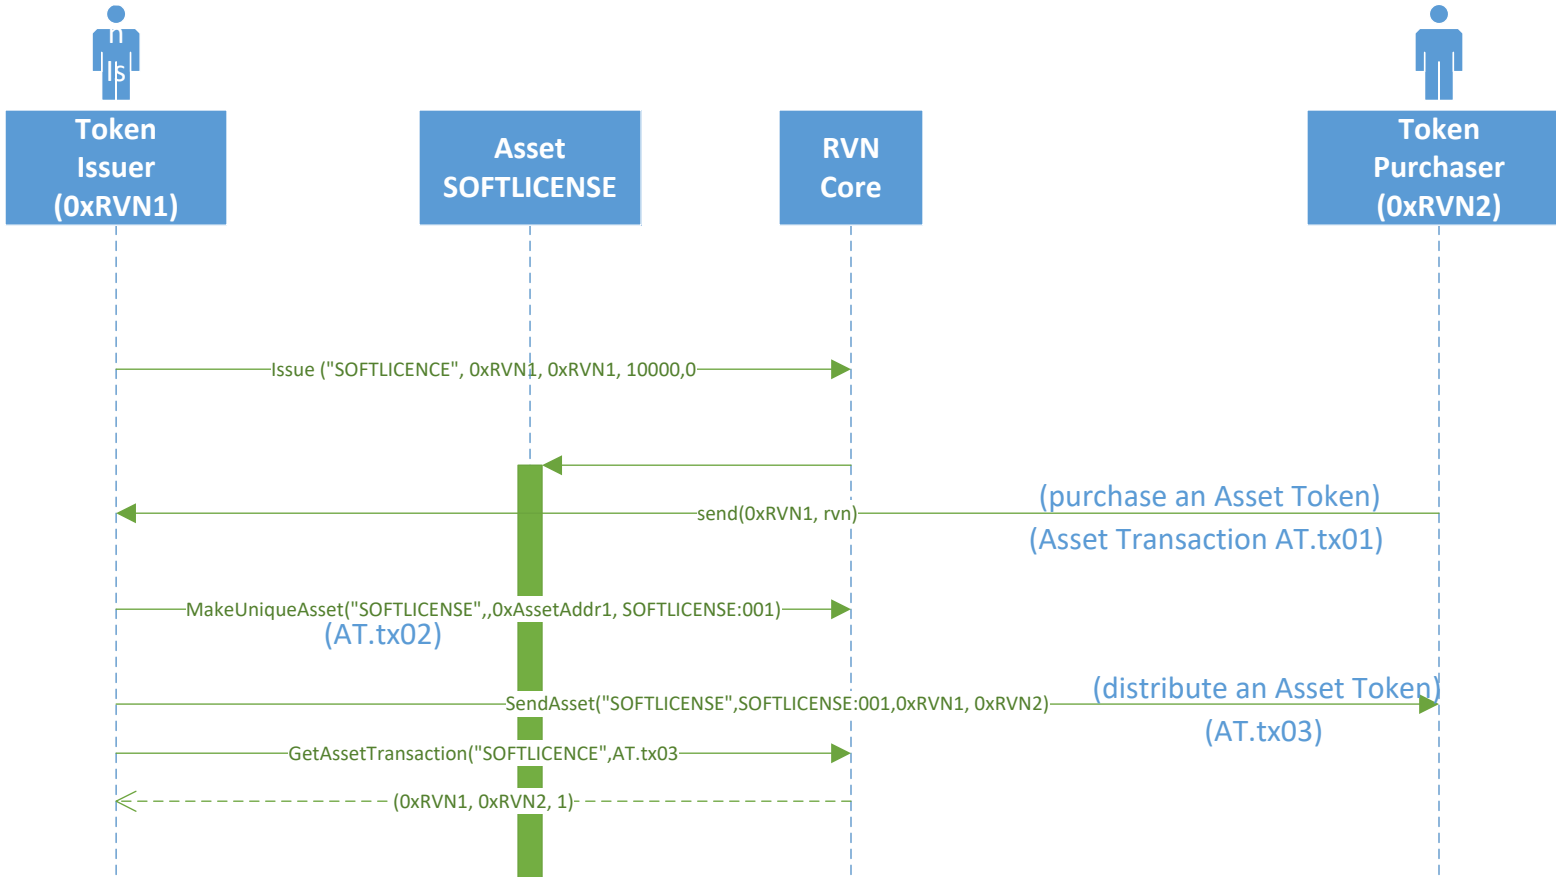 n
Is
Token
Issuer
(0xRVN1)
Asset
SOFTLICENSE
RVN
Core
Token
Purchaser
(0xRVN2)
Issue ("SOFTLICENCE", 0xRVN1, 0xRVN1, 10000,0
(purchase an Asset Token)
send(0xRVN1, rvn)
(Asset Transaction AT.tx01)
MakeUniqueAsset("SOFTLICENSE",,0xAssetAddr1, SOFTLICENSE:001)
(AT.tx02)
(distribute an Asset Token)
SendAsset("SOFTLICENSE",SOFTLICENSE:001,0xRVN1, 0xRVN2)
(AT.tx03)
GetAssetTransaction("SOFTLICENCE",AT.tx03
(0xRVN1, 0xRVN2, 1)